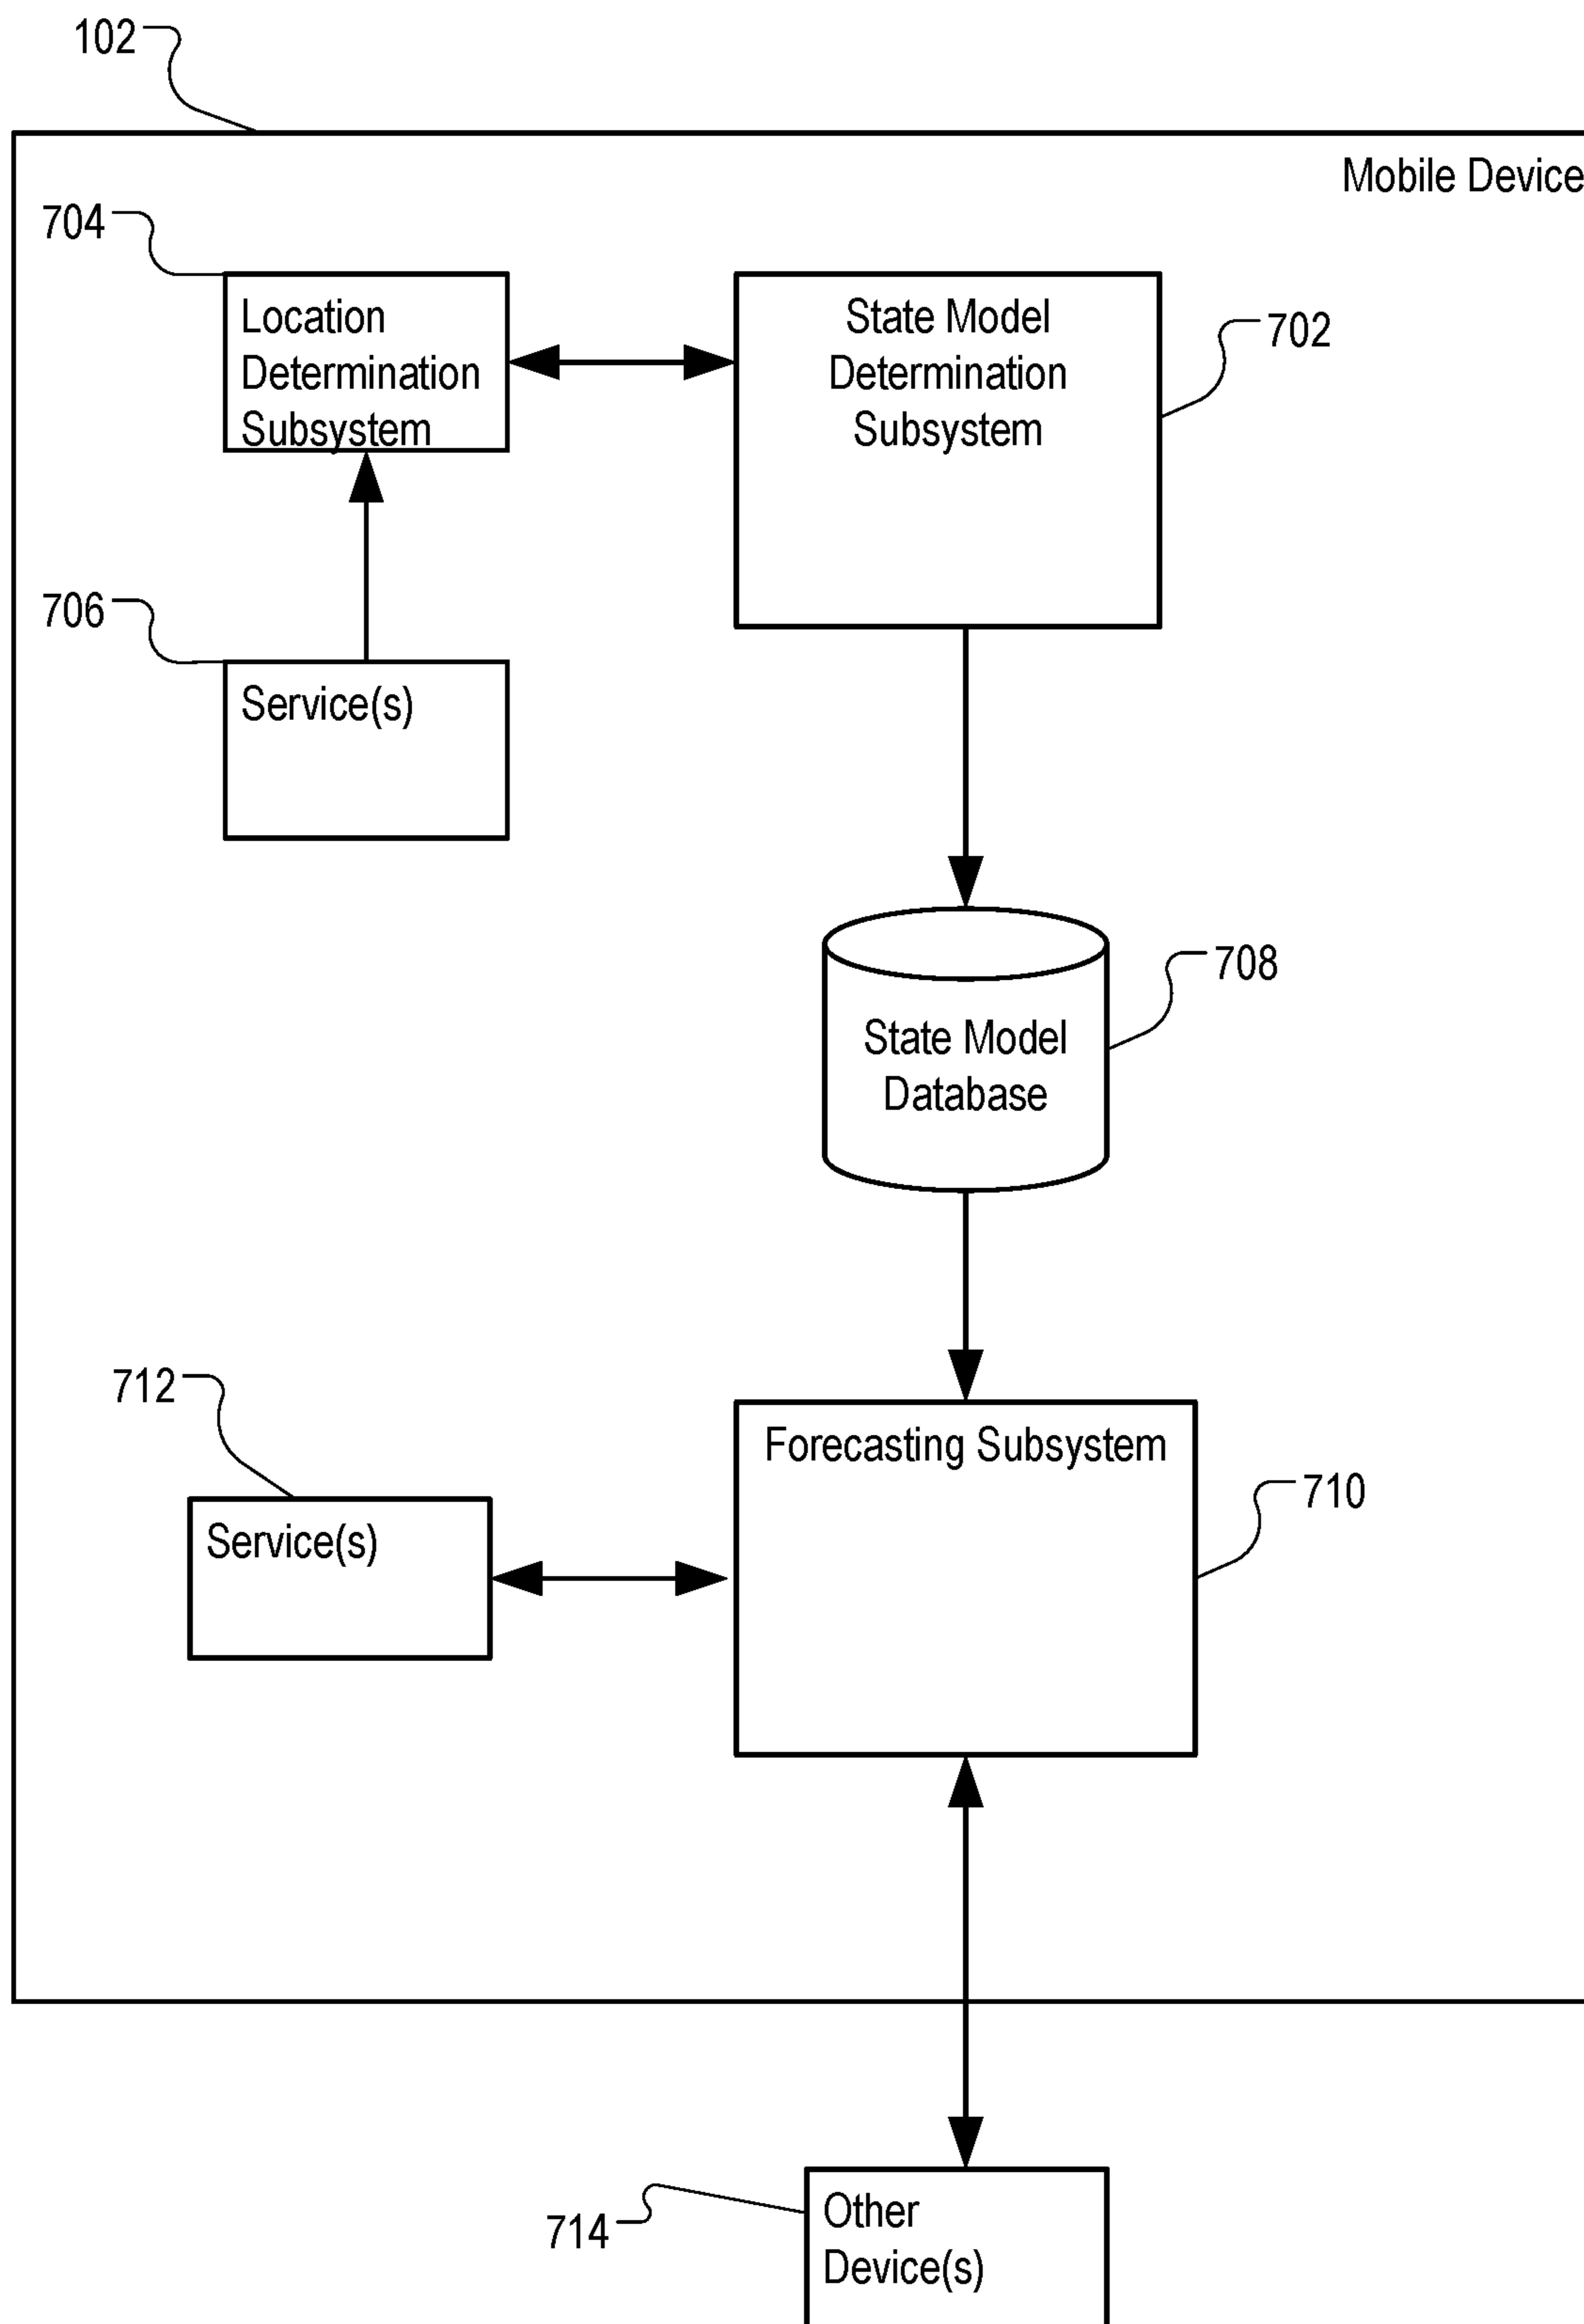 102
Mobile Device
704
Location
Determination
Subsystem
State Model
Determination
Subsystem
702
706
Service(s)
708
State Model
Database
712
Forecasting Subsystem
710
Service(s)
714
Other
Device(s)